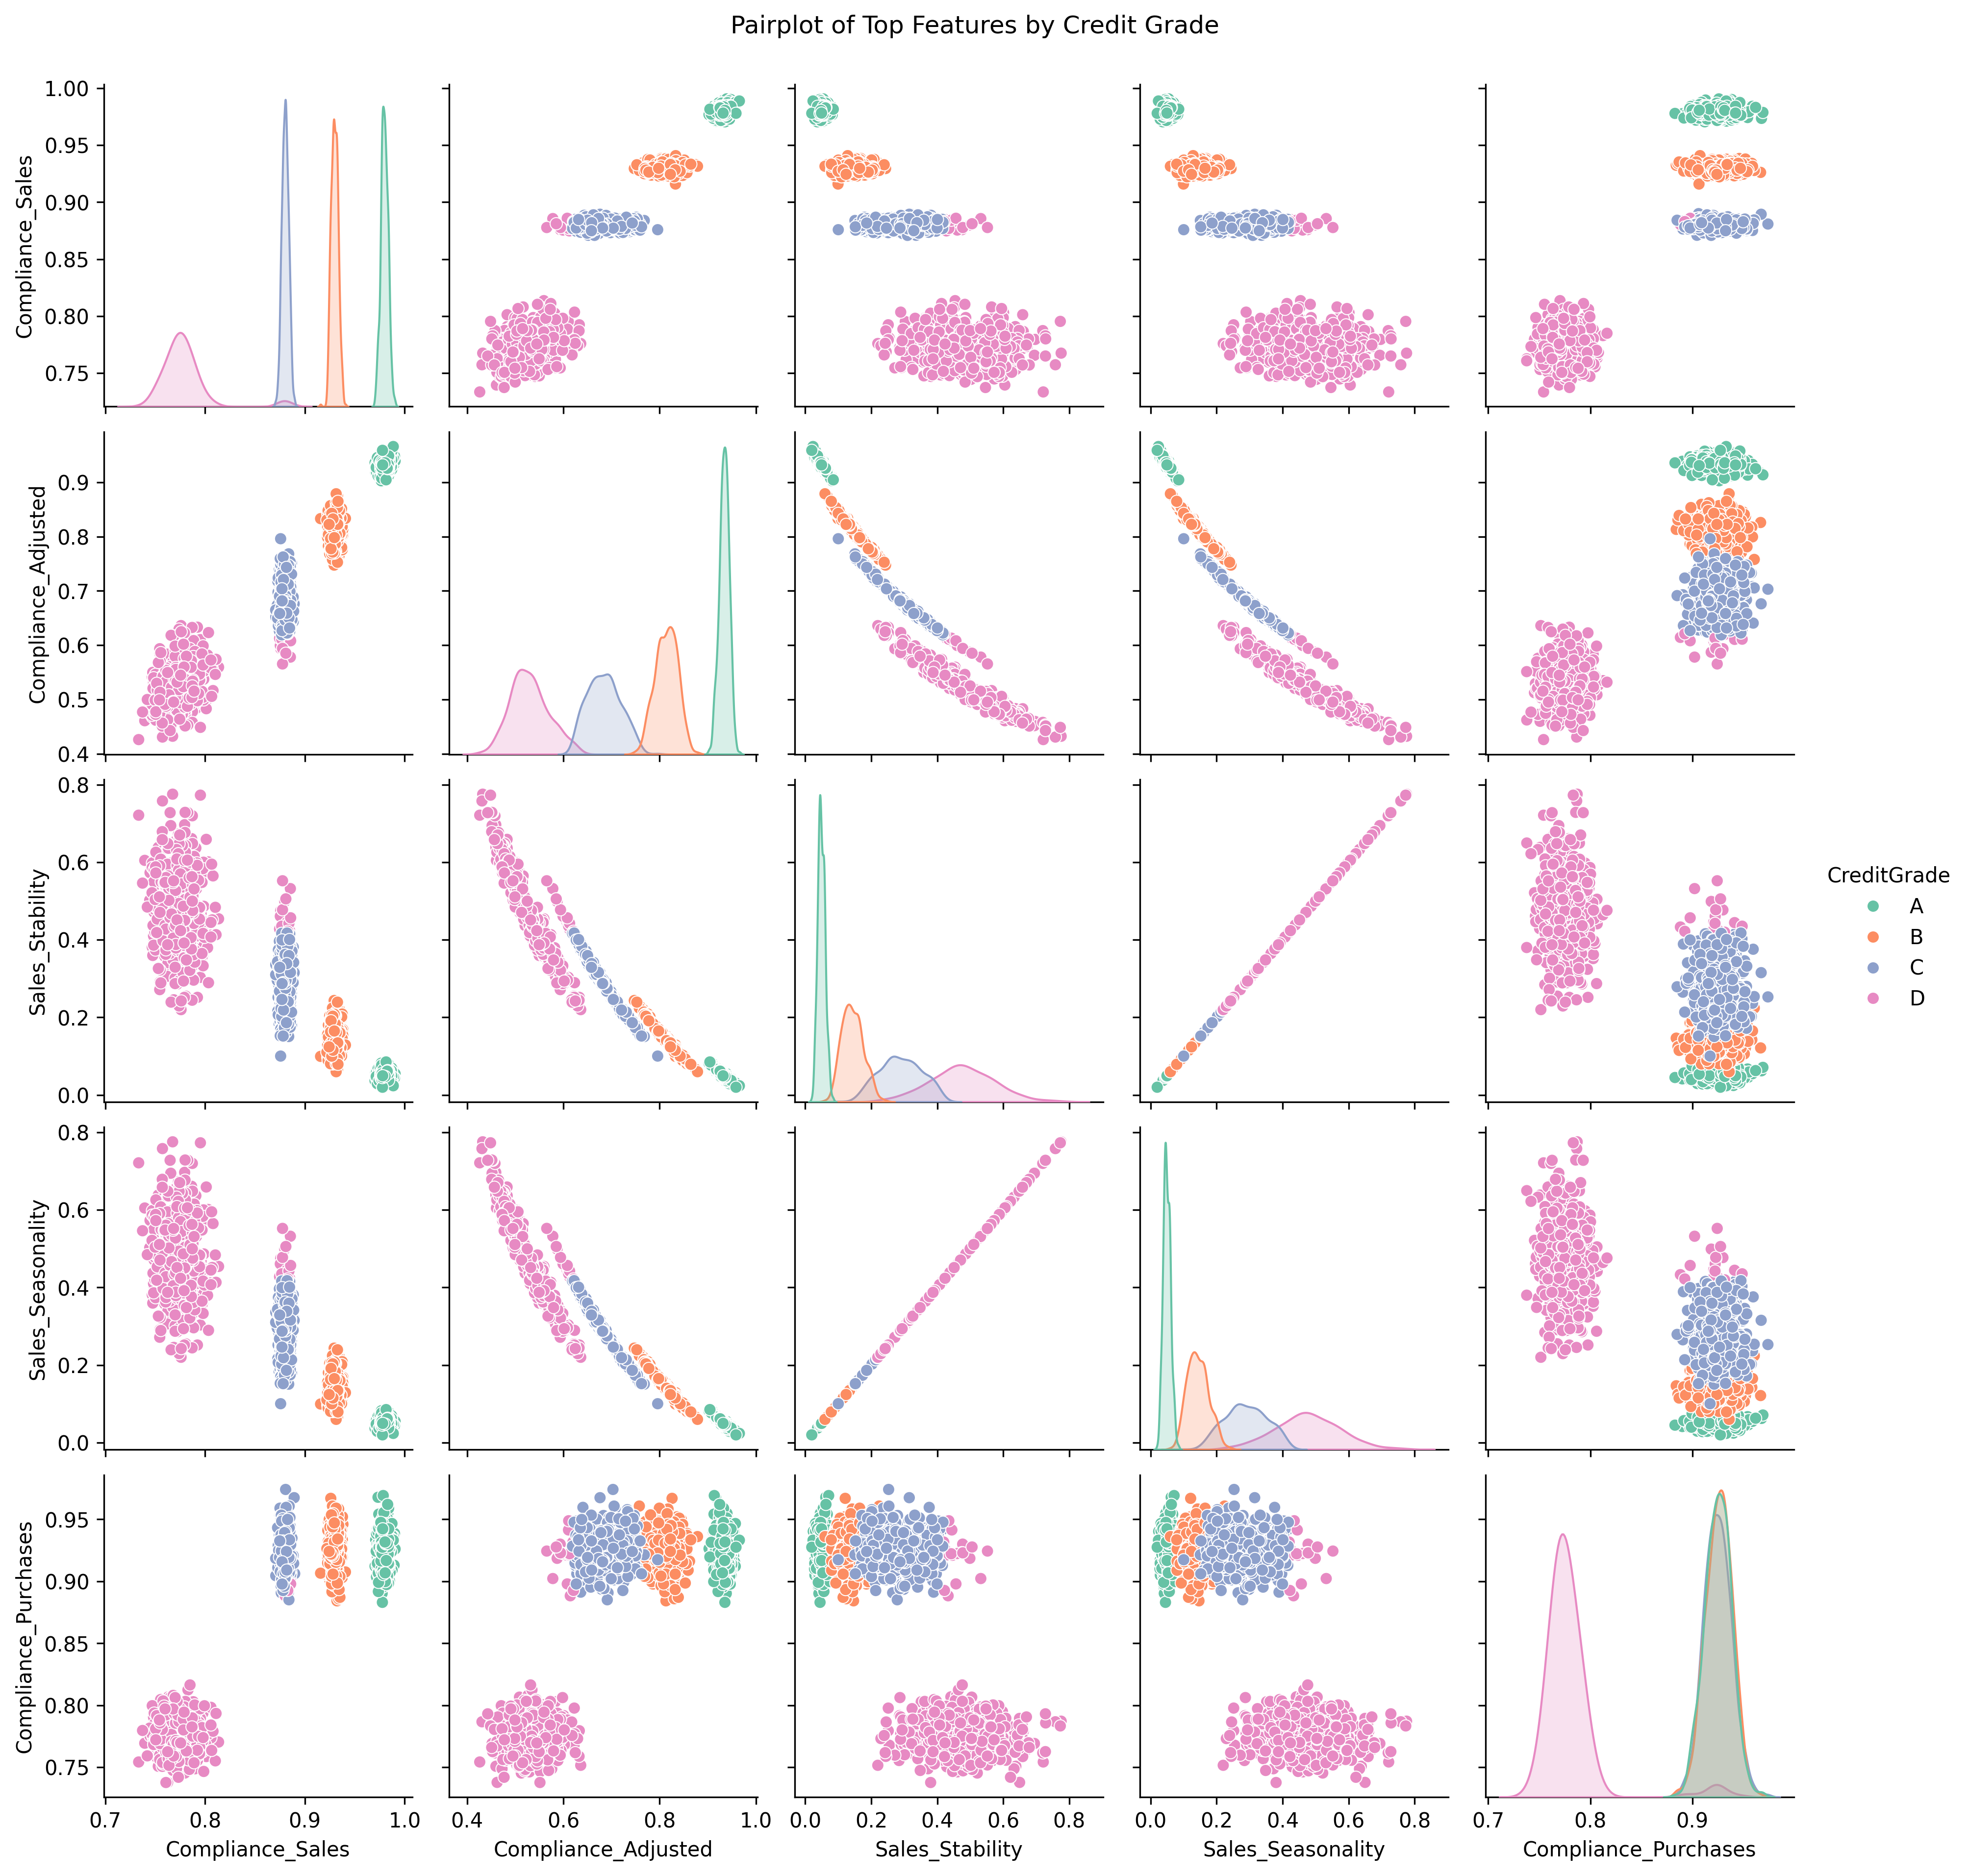 Pairplot of Top Features by Credit Grade
1.00
0.95
0.90
0.85
0.80
0.75
Compliance_Sales
0.9
0.8
0.7
0.6
0.5
0.4
Compliance_Adjusted
0.8
0.6
0.4
0.2
0.0
Sales_Stability
CreditGrade
A
B
C
D
0.8
0.6
0.4
0.2
0.0
Sales_Seasonality
0.95
0.90
0.85
0.80
0.75
Compliance_Purchases
0.7 0.8 0.9 1.0 0.4 0.6 0.8 1.0 0.0 0.2 0.4 0.6 0.8 0.0 0.2 0.4 0.6 0.8 0.7 0.8 0.9
Compliance_Sales Compliance_Adjusted Sales_Stability Sales_Seasonality Compliance_Purchases